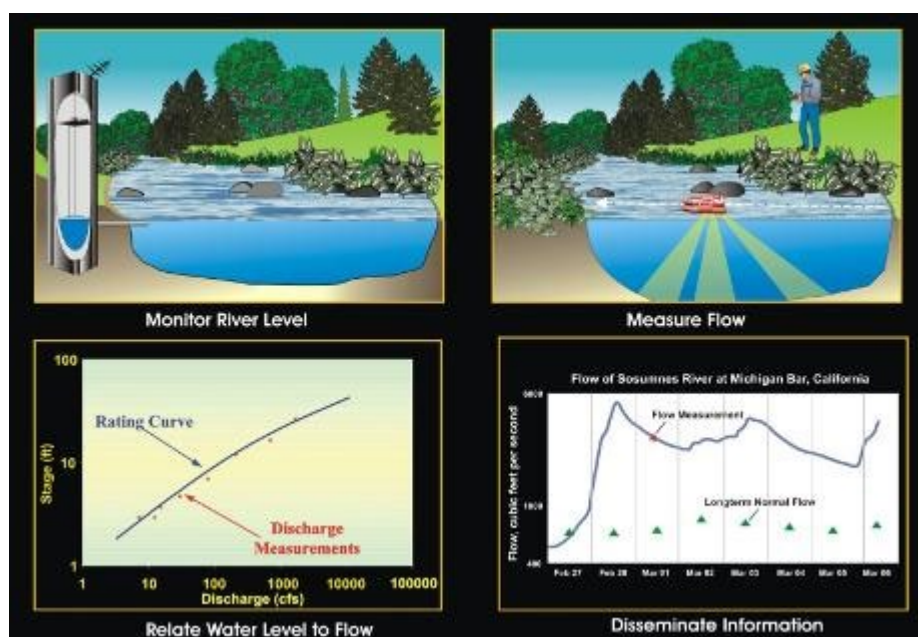 Monitor River Level
Measure Flow
100
10
1
Stage (ft)
Rating Curve
Discharge
Measurements
1 10 100 1000 10000 100000
Discharge (cfs)
Relate Water Level to Flow
Flow of Sosumnes River at Michigan Bar, California
Flow, cubic feet per second
Flow Measurement
Longterm Normal Flow
400
Feb 27 Feb 28 Mar 01 Mar 02 Mar 03 Mar 04 Mar 05 Mar 06
Disseminate Information